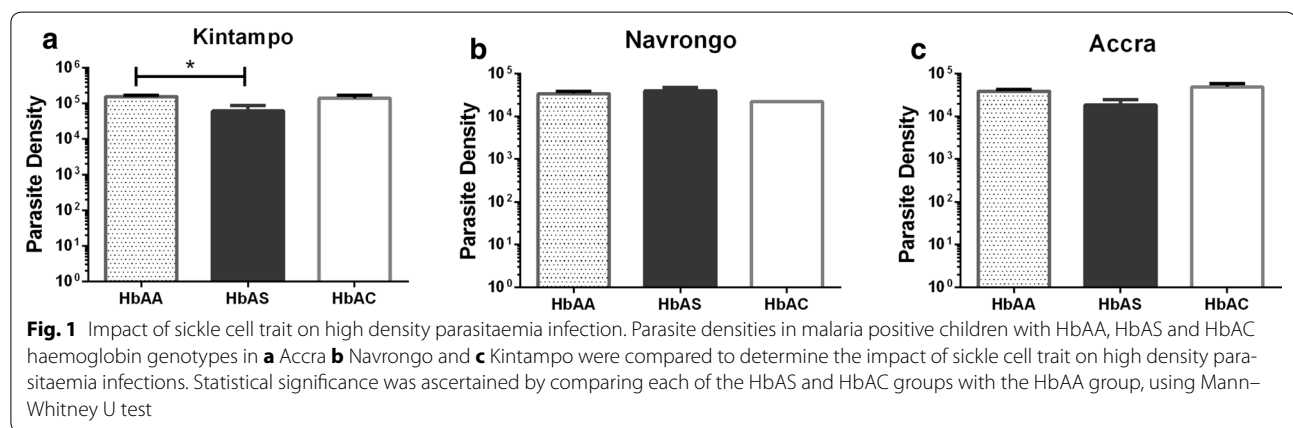 a Kintampo
*
Parasite Density
10⁶
10⁵
10⁴
10³
10²
10¹
10⁰
HbAA HbAS HbAC
b Navrongo
Parasite Density
10⁵
10⁴
10³
10²
10¹
10⁰
HbAA HbAS HbAC
c Accra
Parasite Density
10⁵
10⁴
10³
10²
10¹
10⁰
HbAA HbAS HbAC
Fig. 1 Impact of sickle cell trait on high density parasitaemia infection. Parasite densities in malaria positive children with HbAA, HbAS and HbAC
haemoglobin genotypes in a Accra b Navrongo and c Kintampo were compared to determine the impact of sickle cell trait on high density para-
sitaemia infections. Statistical significance was ascertained by comparing each of the HbAS and HbAC groups with the HbAA group, using Mann–
Whitney U test